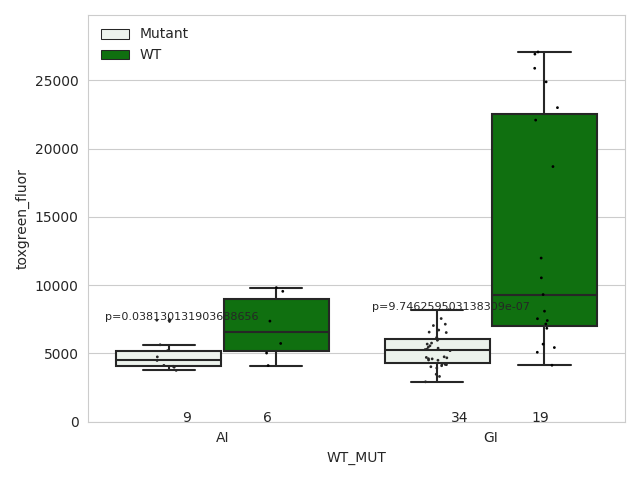 Mutant
WT
toxgreen_fluor
25000
20000
15000
10000
5000
0
p=0.038130131903688656
p=9.746259503138309e-07
9
6
34
19
AI
GI
WT_MUT